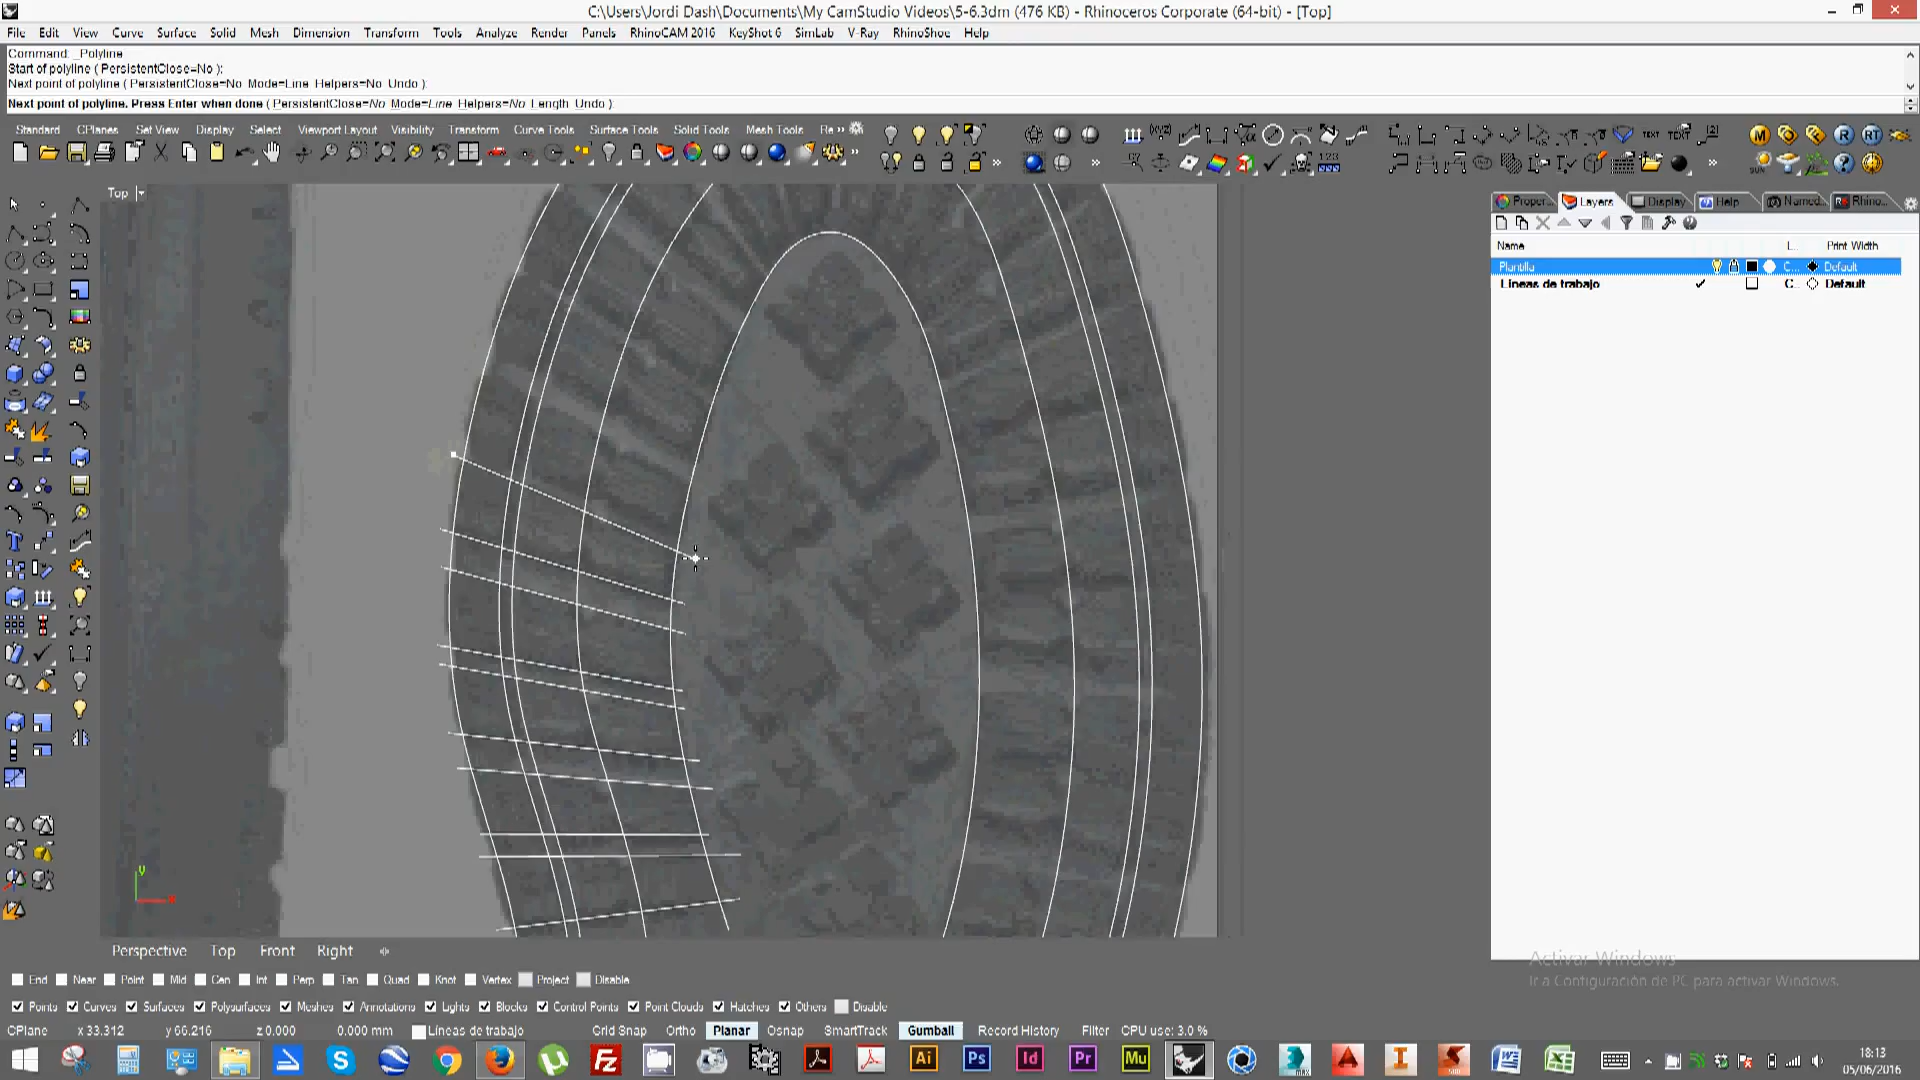 C:\Users\Jordi Dash\Documents\My CamStudio Videos\5-6.3dm (476 KB) - Rhinoceros Corporate (64-bit) - [Top]
File Edit View Curve Surface Solid Mesh Dimension Transform Tools Analyze Render Panels RhinoCAM 2016 KeyShot 6 SimLab V-Ray RhinoShoe Help
Command: _Polyline
Start of polyline ( PersistentClose=No ):
Next point of polyline ( PersistentClose=No Mode=Line Helpers=No Undo ):
Next point of polyline. Press Enter when done ( PersistentClose=No Mode=Line Helpers=No Length Undo ):
Standard CPlanes Set View Display Select Viewport Layout Visibility Transform Curve Tools Surface Tools Solid Tools Mesh Tools Re
Top
Proper... Layers Display Help Named... Rhino...
Name L... Print Width
Plantilla C... Default
Lineas de trabajo C... Default
y
x
Perspective Top Front Right
Activar Windows
Ir a Configuración de PC para activar Windows.
End Near Point Mid Cen Int Perp Tan Quad Knot Vertex Project Disable
Points Curves Surfaces Polysurfaces Meshes Annotations Lights Blocks Control Points Point Clouds Hatches Others Disable
CPlane x 33.312 y 66.216 z 0.000 0.000 mm Lineas de trabajo Grid Snap Ortho Planar Osnap SmartTrack Gumball Record History Filter CPU use: 3.0 %
18:13
05/06/2016